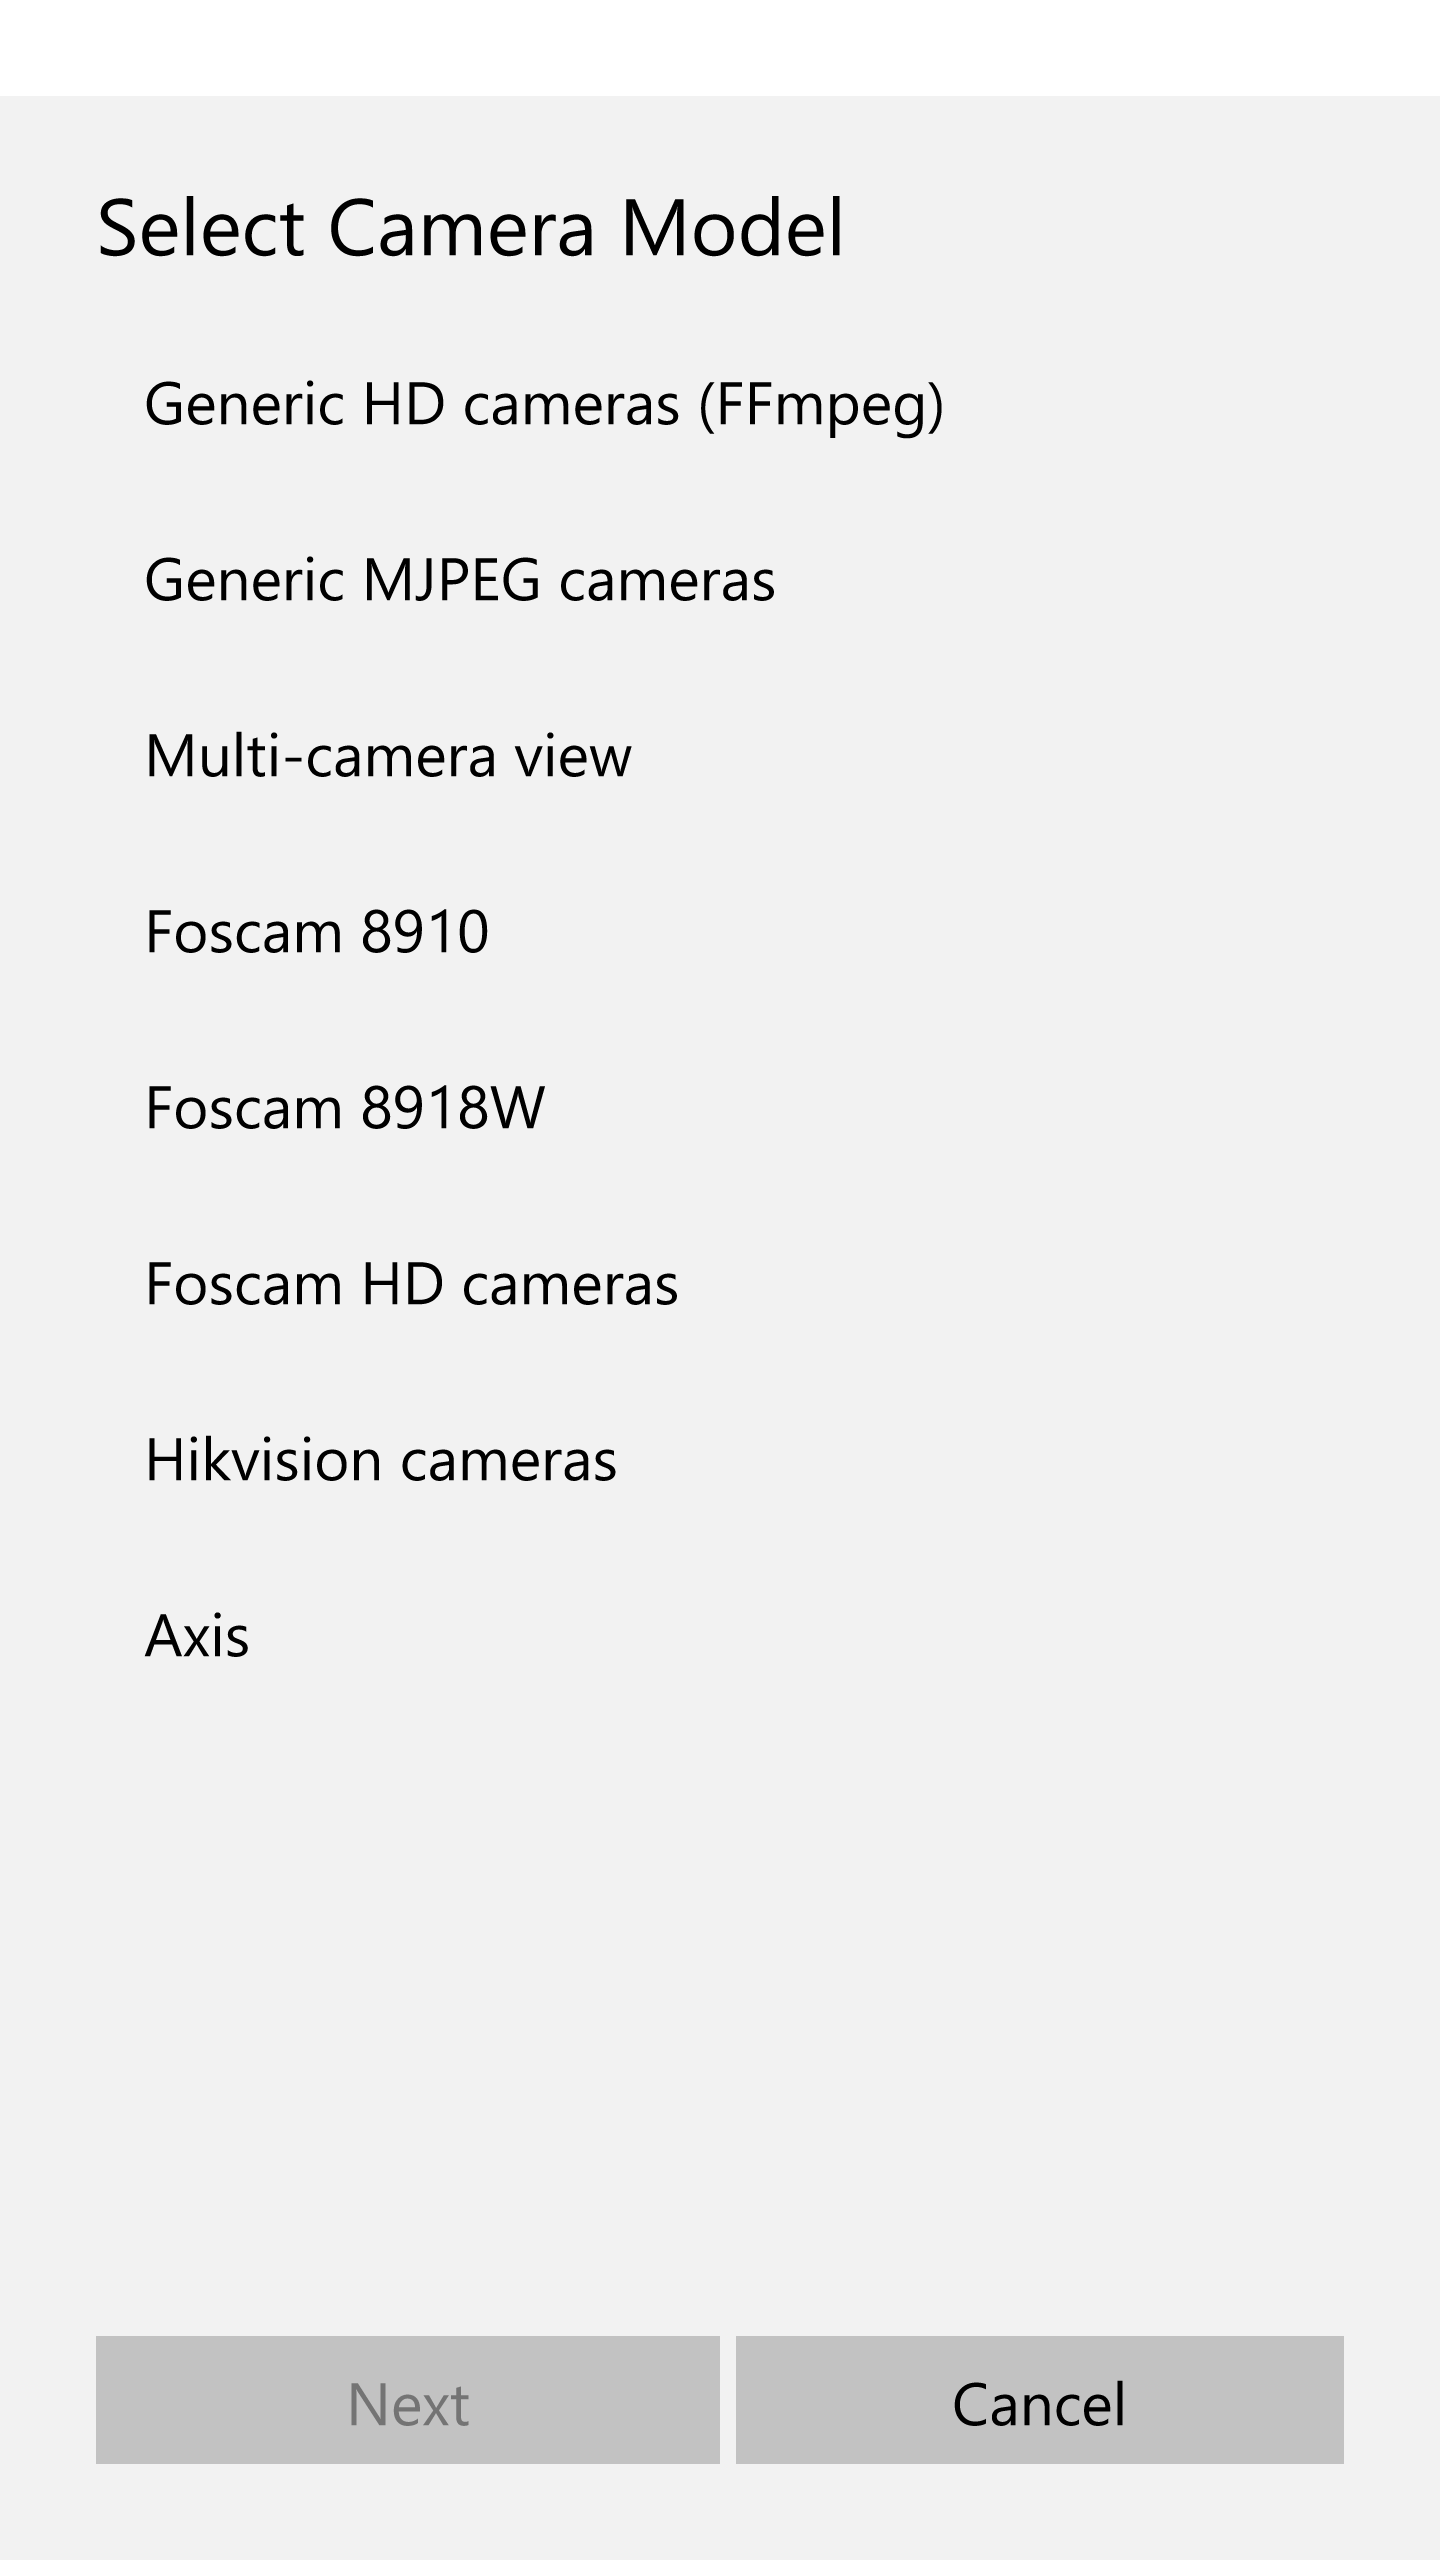 Select Camera Model
Generic HD cameras (FFmpeg)
Generic MJPEG cameras
Multi-camera view
Foscam 8910
Foscam 8918W
Foscam HD cameras
Hikvision cameras
Axis
Next
Cancel